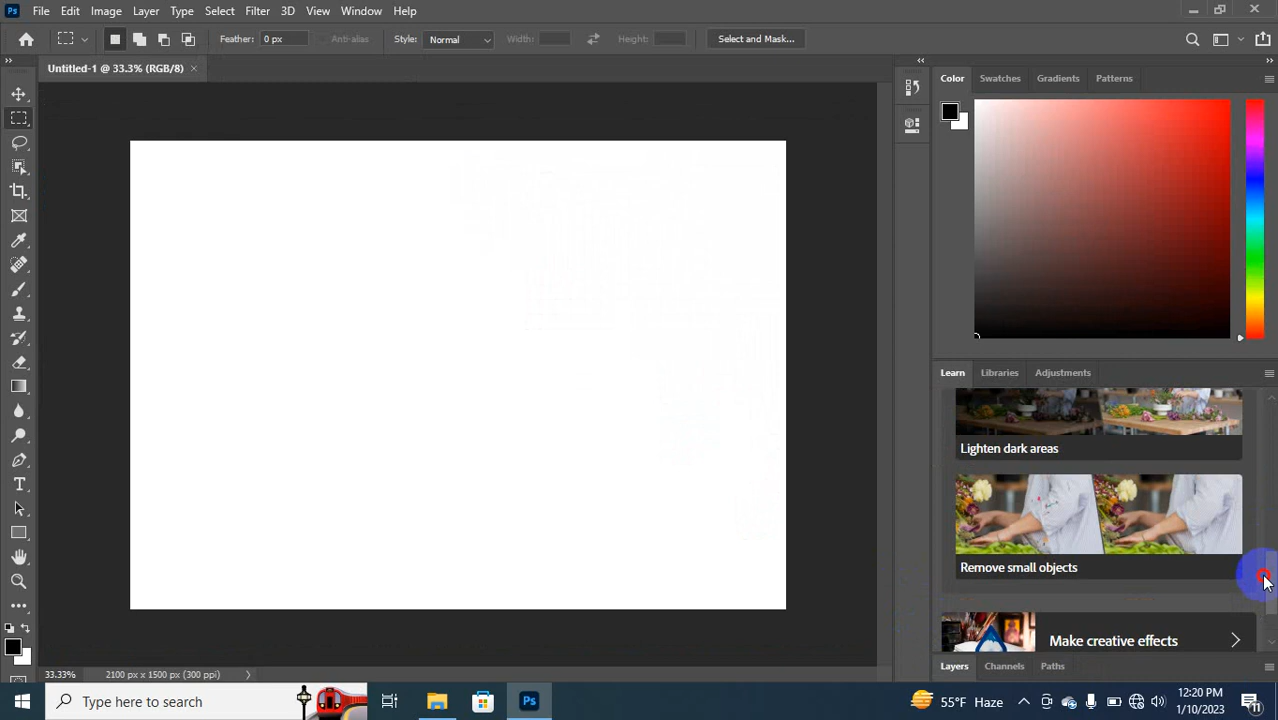 Ps File Edit Image Layer Type Select Filter 3D View Window Help
Feather: 0 px Anti-alias Style: Normal Width: Height: Select and Mask...
Untitled-1 @ 33.3% (RGB/8) ×
Color Swatches Gradients Patterns
Learn Libraries Adjustments
Lighten dark areas
Remove small objects
Make creative effects
Layers Channels Paths
33.33% 2100 px x 1500 px (300 ppi)
Type here to search
Ps
55°F Haze
12:20 PM
1/10/2023
11